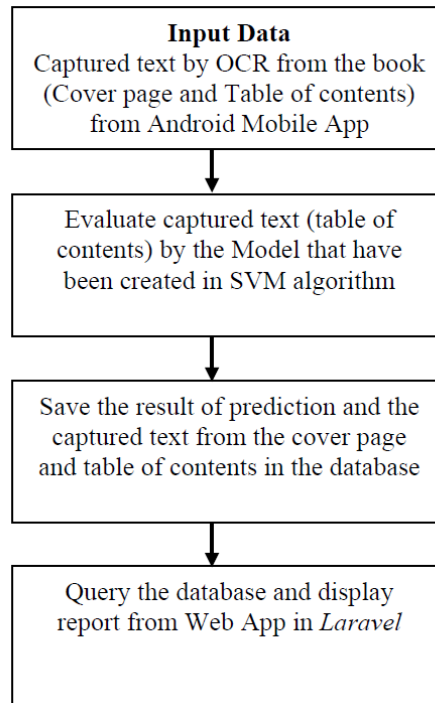 Input Data
Captured text by OCR from the book
(Cover page and Table of contents)
from Android Mobile App
Evaluate captured text (table of
contents) by the Model that have
been created in SVM algorithm
Save the result of prediction and the
captured text from the cover page
and table of contents in the database
Query the database and display
report from Web App in Laravel